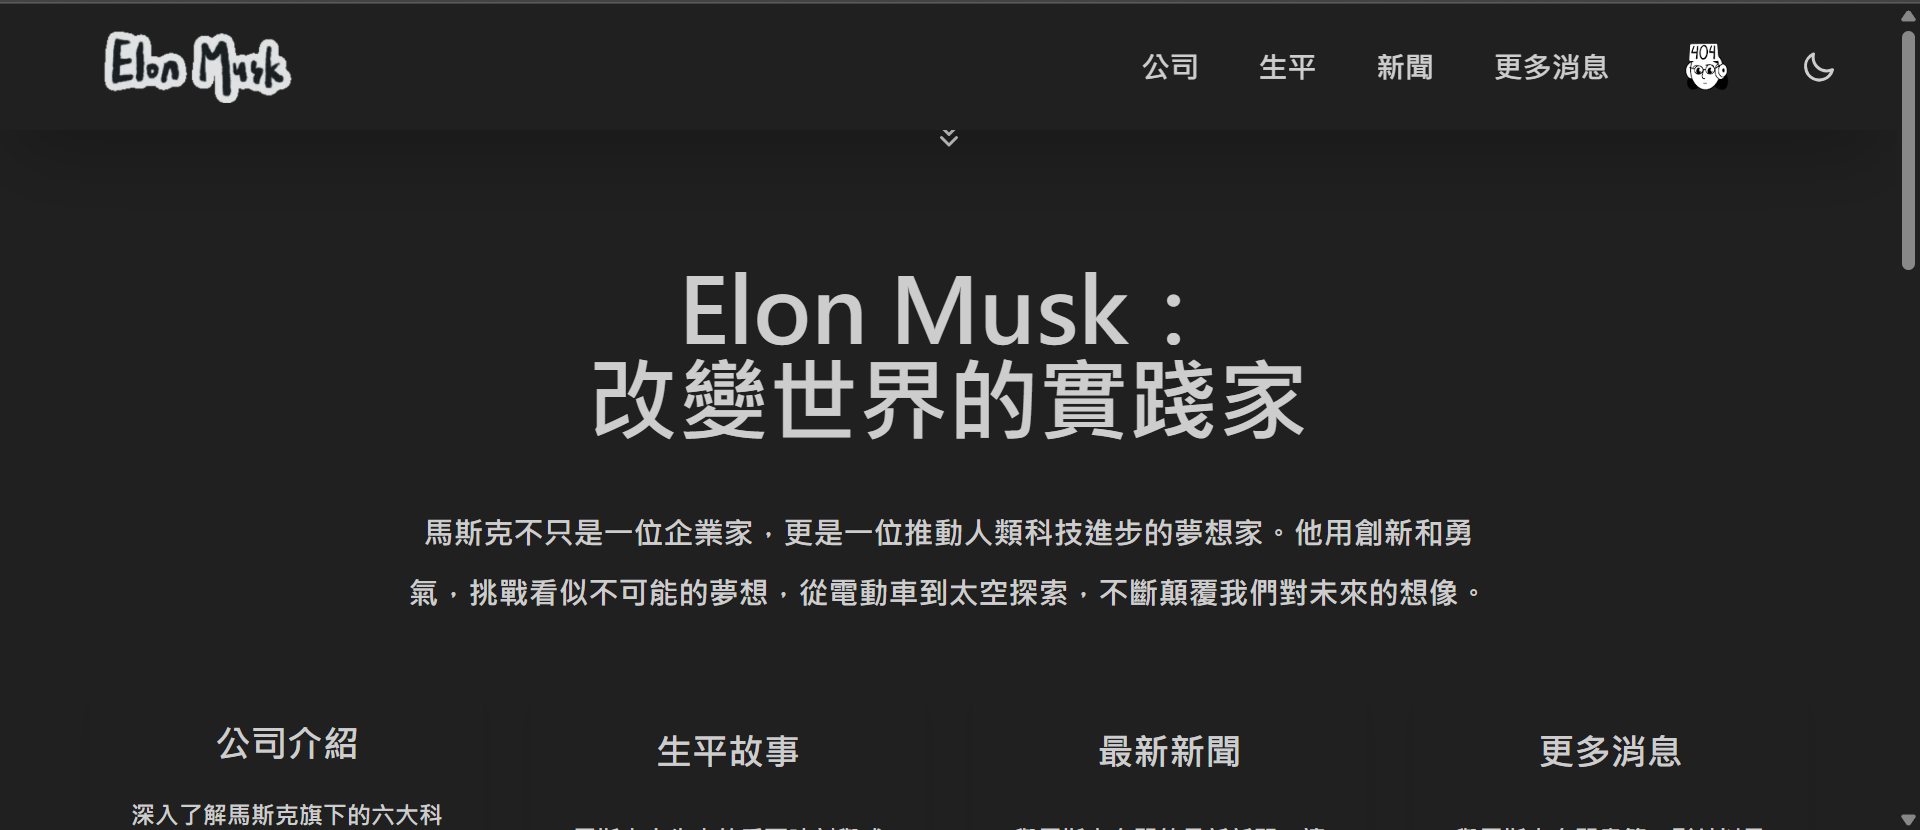 Elon Musk
公司 生平 新聞 更多消息
404
Elon Musk：
改變世界的實踐家
馬斯克不只是一位企業家，更是一位推動人類科技進步的夢想家。他用創新和勇
氣，挑戰看似不可能的夢想，從電動車到太空探索，不斷顛覆我們對未來的想像。
公司介紹 生平故事 最新新聞 更多消息
深入了解馬斯克旗下的六大科